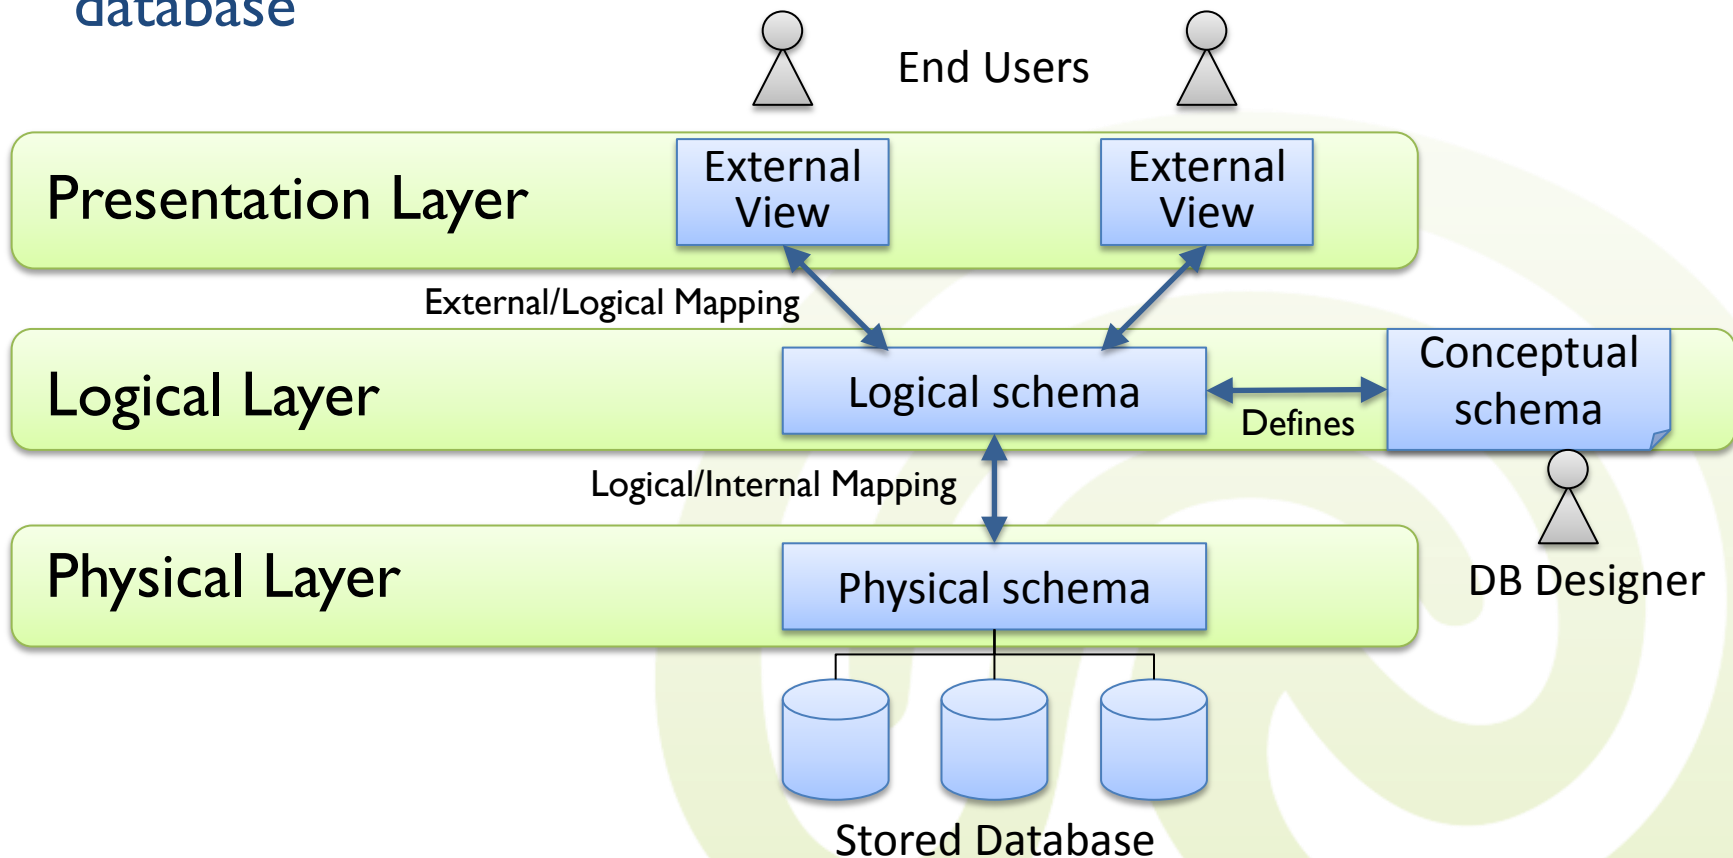 database
End Users
Presentation Layer
External
View
External
View
External/Logical Mapping
Logical Layer
Logical schema
Defines
Conceptual
schema
Logical/Internal Mapping
Physical Layer
Physical schema
DB Designer
Stored Database